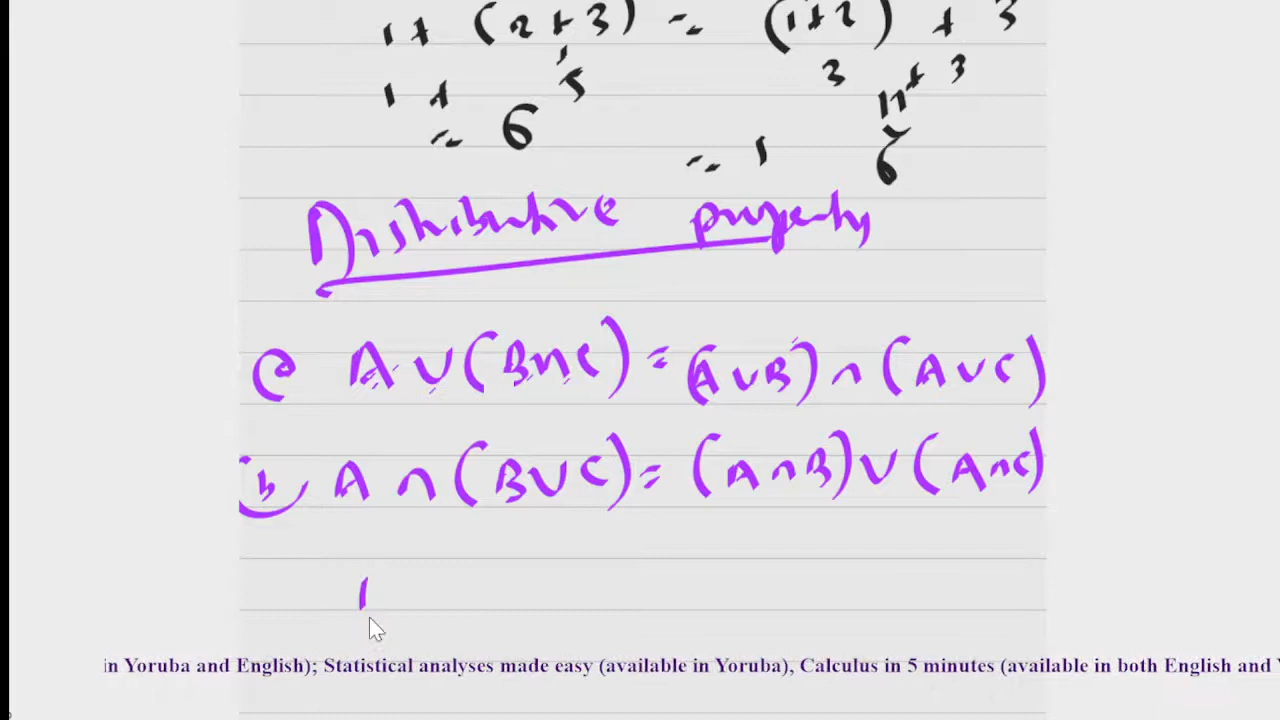 1 + (2 + 3) = (1+2) + 3
1 + 5 3 + 3
= 6 = 6
Distributive property
(a) A ∪ (B ∩ C) = (A ∪ B) ∩ (A ∪ C)
(b) A ∩ (B ∪ C) = (A ∩ B) ∪ (A ∩ C)
in Yoruba and English); Statistical analyses made easy (available in Yoruba), Calculus in 5 minutes (available in both English and